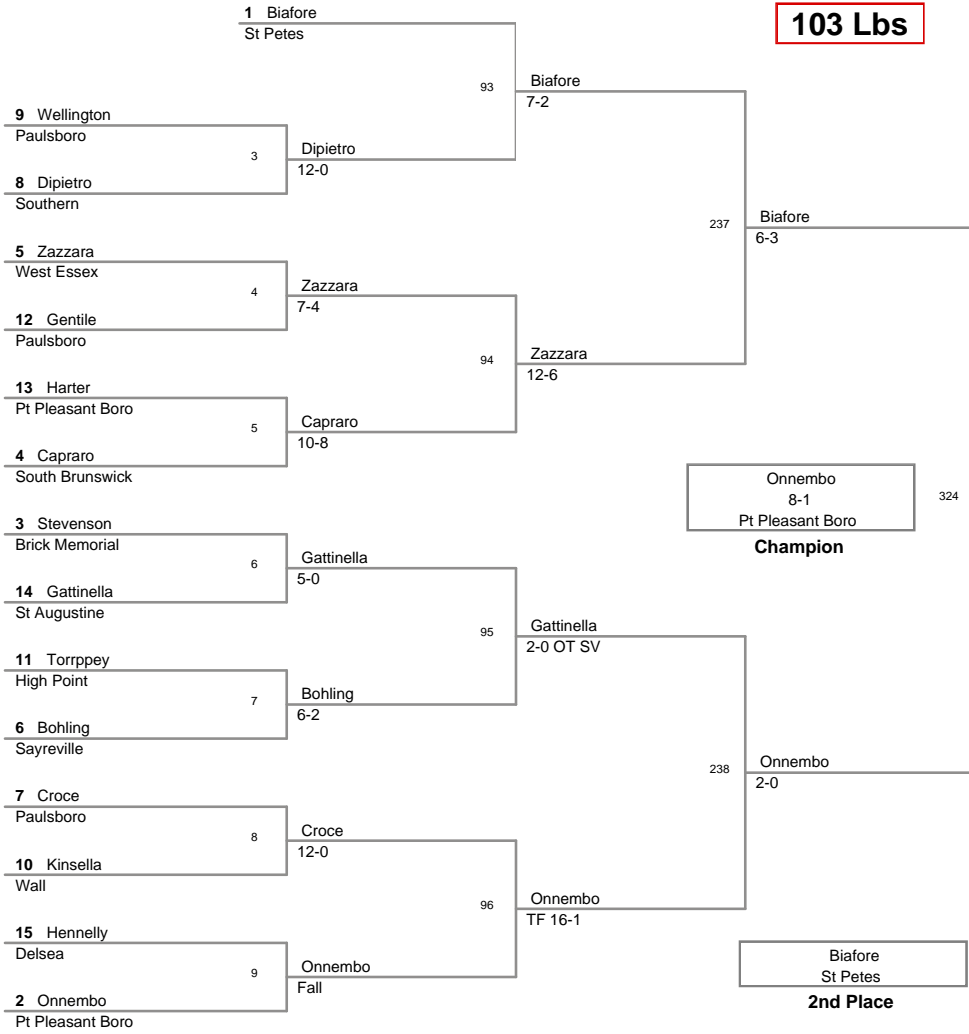 1 Biafore
St Petes
103 Lbs
93
Biafore
7-2
9 Wellington
Paulsboro
3
Dipietro
12-0
8 Dipietro
Southern
237
Biafore
6-3
5 Zazzara
West Essex
4
Zazzara
7-4
12 Gentile
Paulsboro
94
Zazzara
12-6
13 Harter
Pt Pleasant Boro
5
Capraro
10-8
4 Capraro
South Brunswick
Onnembo
8-1
Pt Pleasant Boro
324
Champion
3 Stevenson
Brick Memorial
6
Gattinella
5-0
14 Gattinella
St Augustine
95
Gattinella
2-0 OT SV
11 Torrppey
High Point
7
Bohling
6-2
6 Bohling
Sayreville
238
Onnembo
2-0
7 Croce
Paulsboro
8
Croce
12-0
10 Kinsella
Wall
96
Onnembo
TF 16-1
15 Hennelly
Delsea
9
Onnembo
Fall
2 Onnembo
Pt Pleasant Boro
Biafore
St Petes
2nd Place